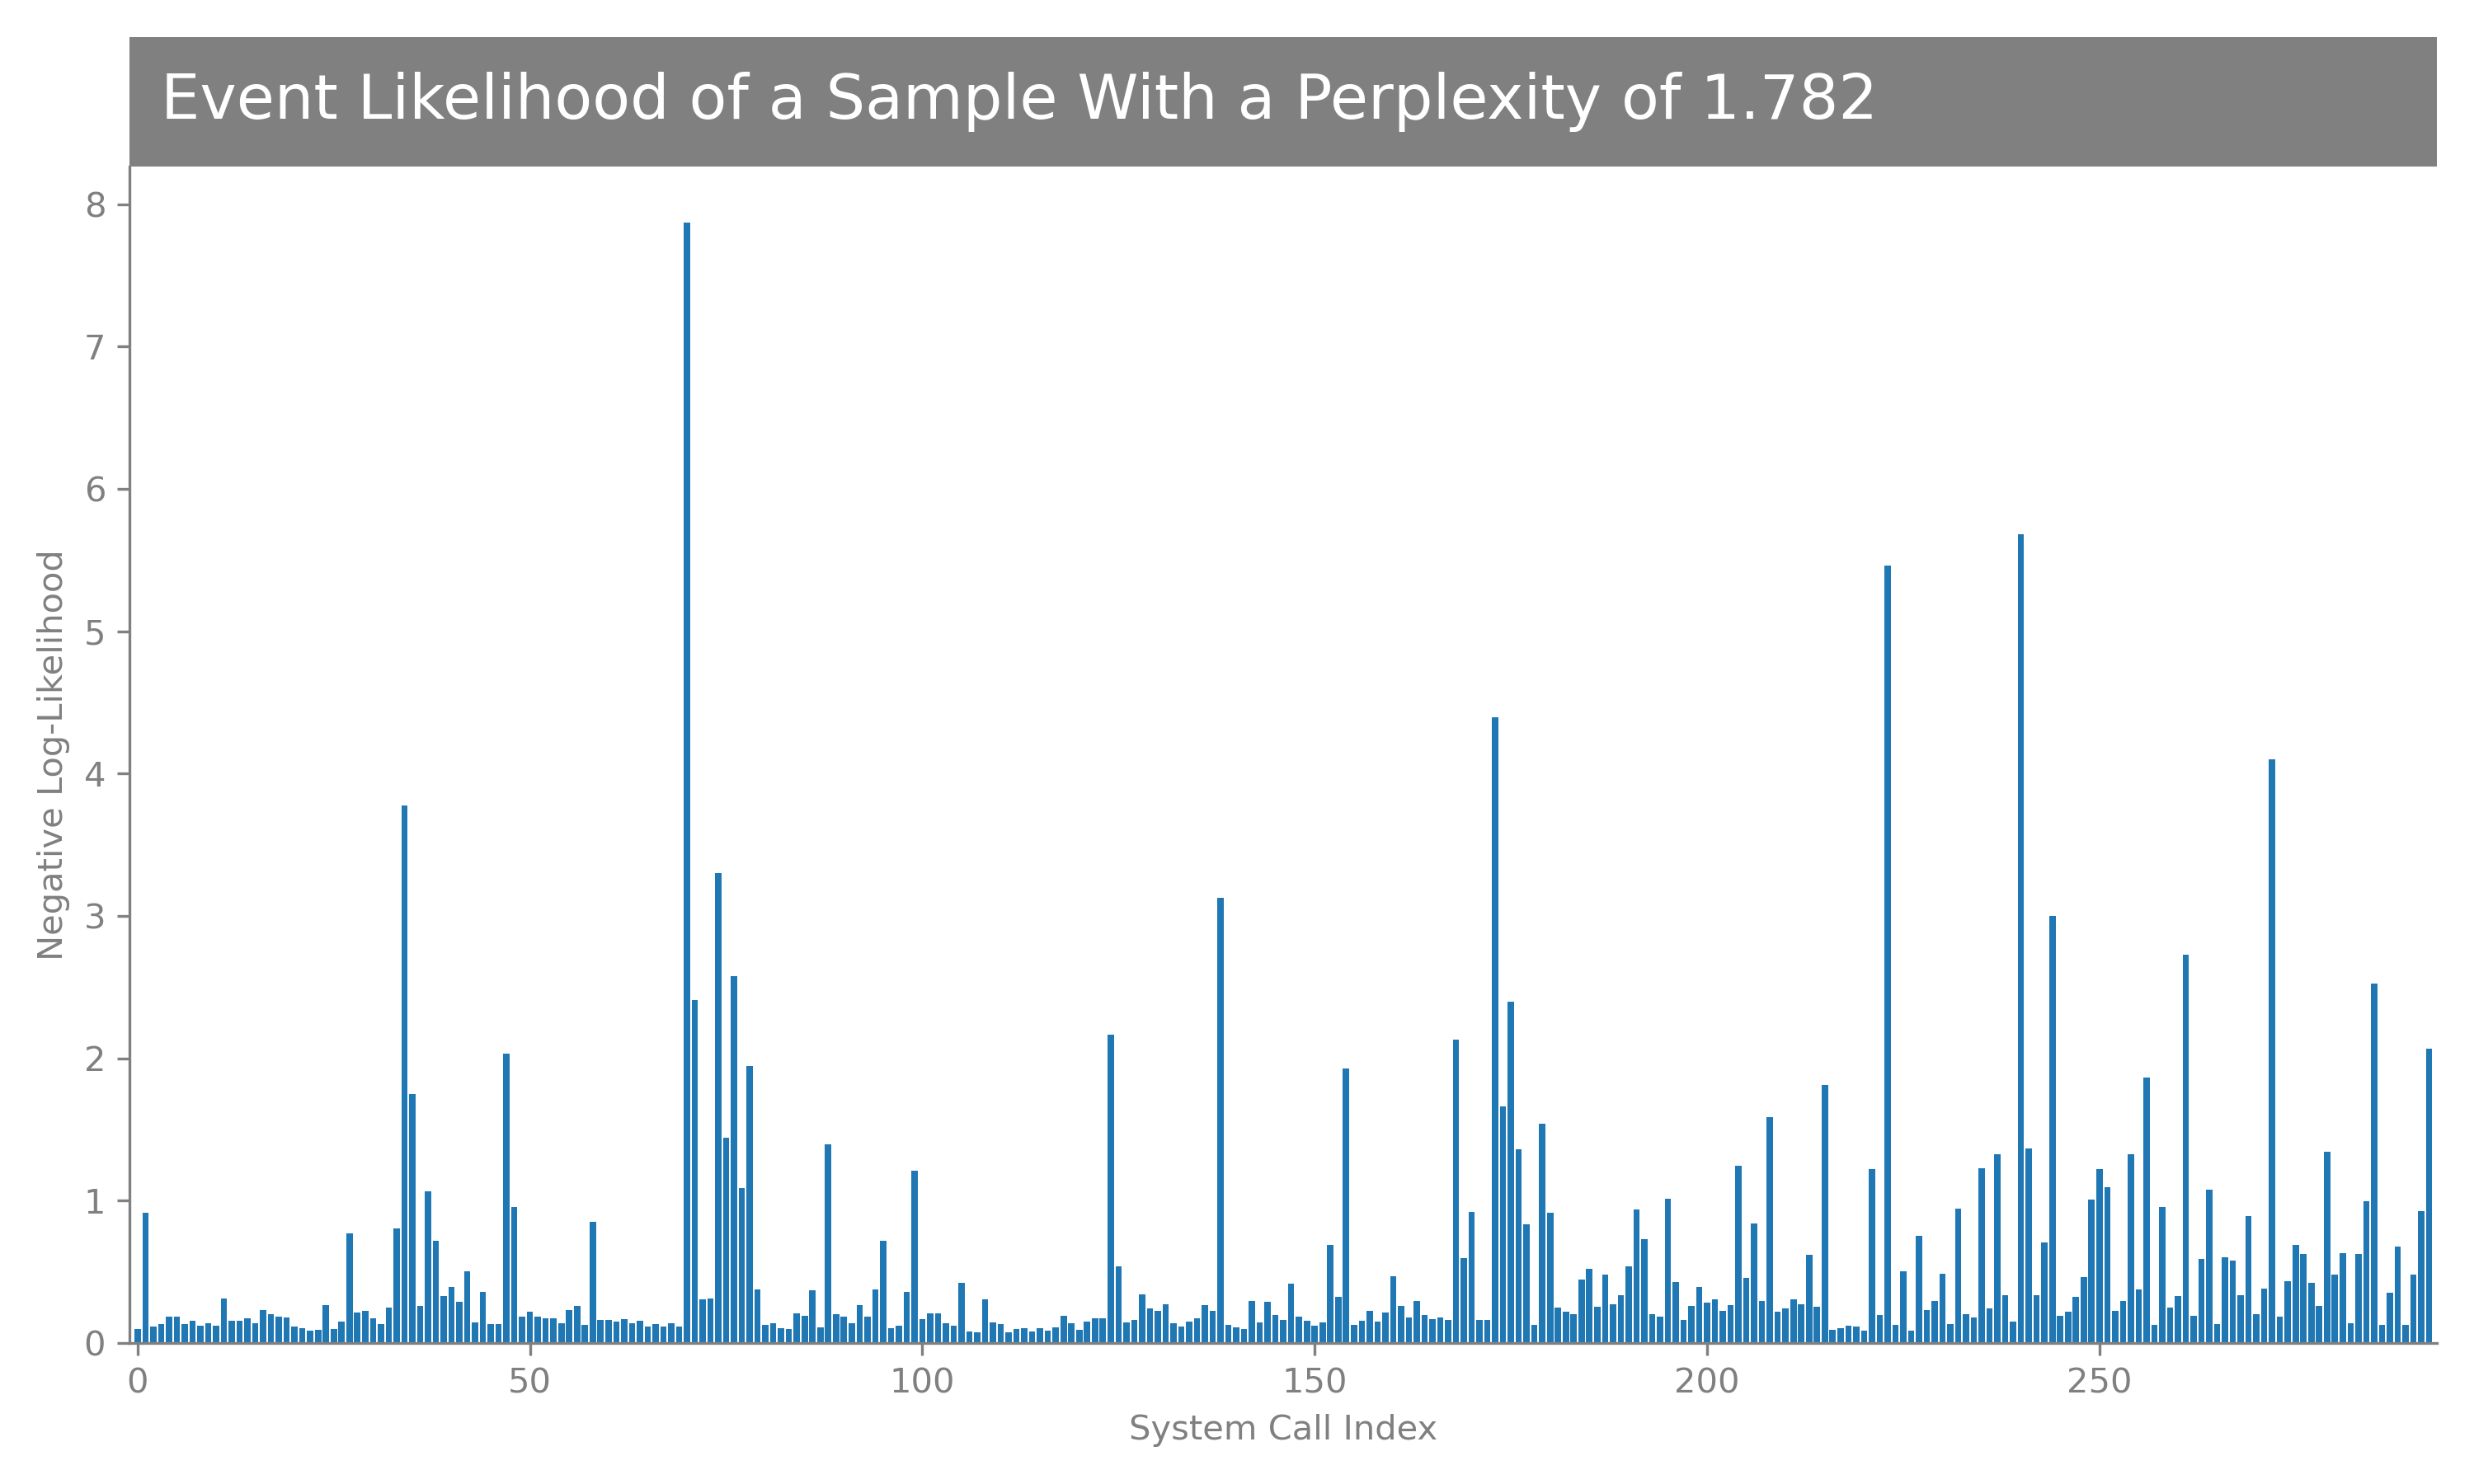 Event Likelihood of a Sample With a Perplexity of 1.782
8
7
6
5
4
3
2
1
0
Negative Log-Likelihood
0 50 100 150 200 250
System Call Index